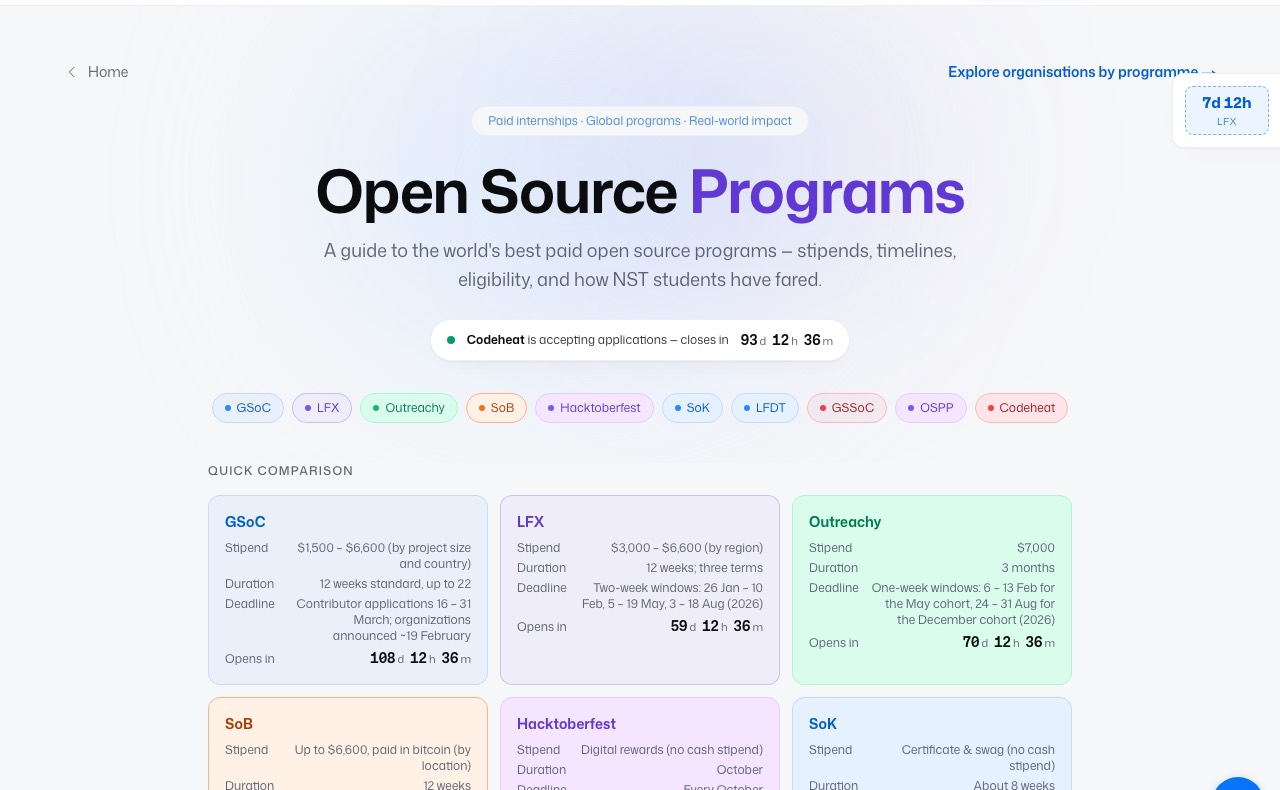 Home
Explore organisations by programme →
7d 12h
LFX
Paid internships · Global programs · Real-world impact
Open Source Programs
A guide to the world's best paid open source programs — stipends, timelines,
eligibility, and how NST students have fared.
Codeheat is accepting applications — closes in 93d 12h 36m
GSoC LFX Outreachy SoB Hacktoberfest SoK LFDT GSSoC OSPP Codeheat
QUICK COMPARISON
GSoC
Stipend $1,500 – $6,600 (by project size
and country)
Duration 12 weeks standard, up to 22
Deadline Contributor applications 16 – 31
March; organizations
announced ~19 February
Opens in 108d 12h 36m
LFX
Stipend $3,000 – $6,600 (by region)
Duration 12 weeks; three terms
Deadline Two-week windows: 26 Jan – 10
Feb, 5 – 19 May, 3 – 18 Aug (2026)
Opens in 59d 12h 36m
Outreachy
Stipend $7,000
Duration 3 months
Deadline One-week windows: 6 – 13 Feb for
the May cohort, 24 – 31 Aug for
the December cohort (2026)
Opens in 70d 12h 36m
SoB
Stipend Up to $6,600, paid in bitcoin (by
location)
Duration 12 weeks
Hacktoberfest
Stipend Digital rewards (no cash stipend)
Duration October
Deadline Every October
SoK
Stipend Certificate & swag (no cash
stipend)
Duration About 8 weeks